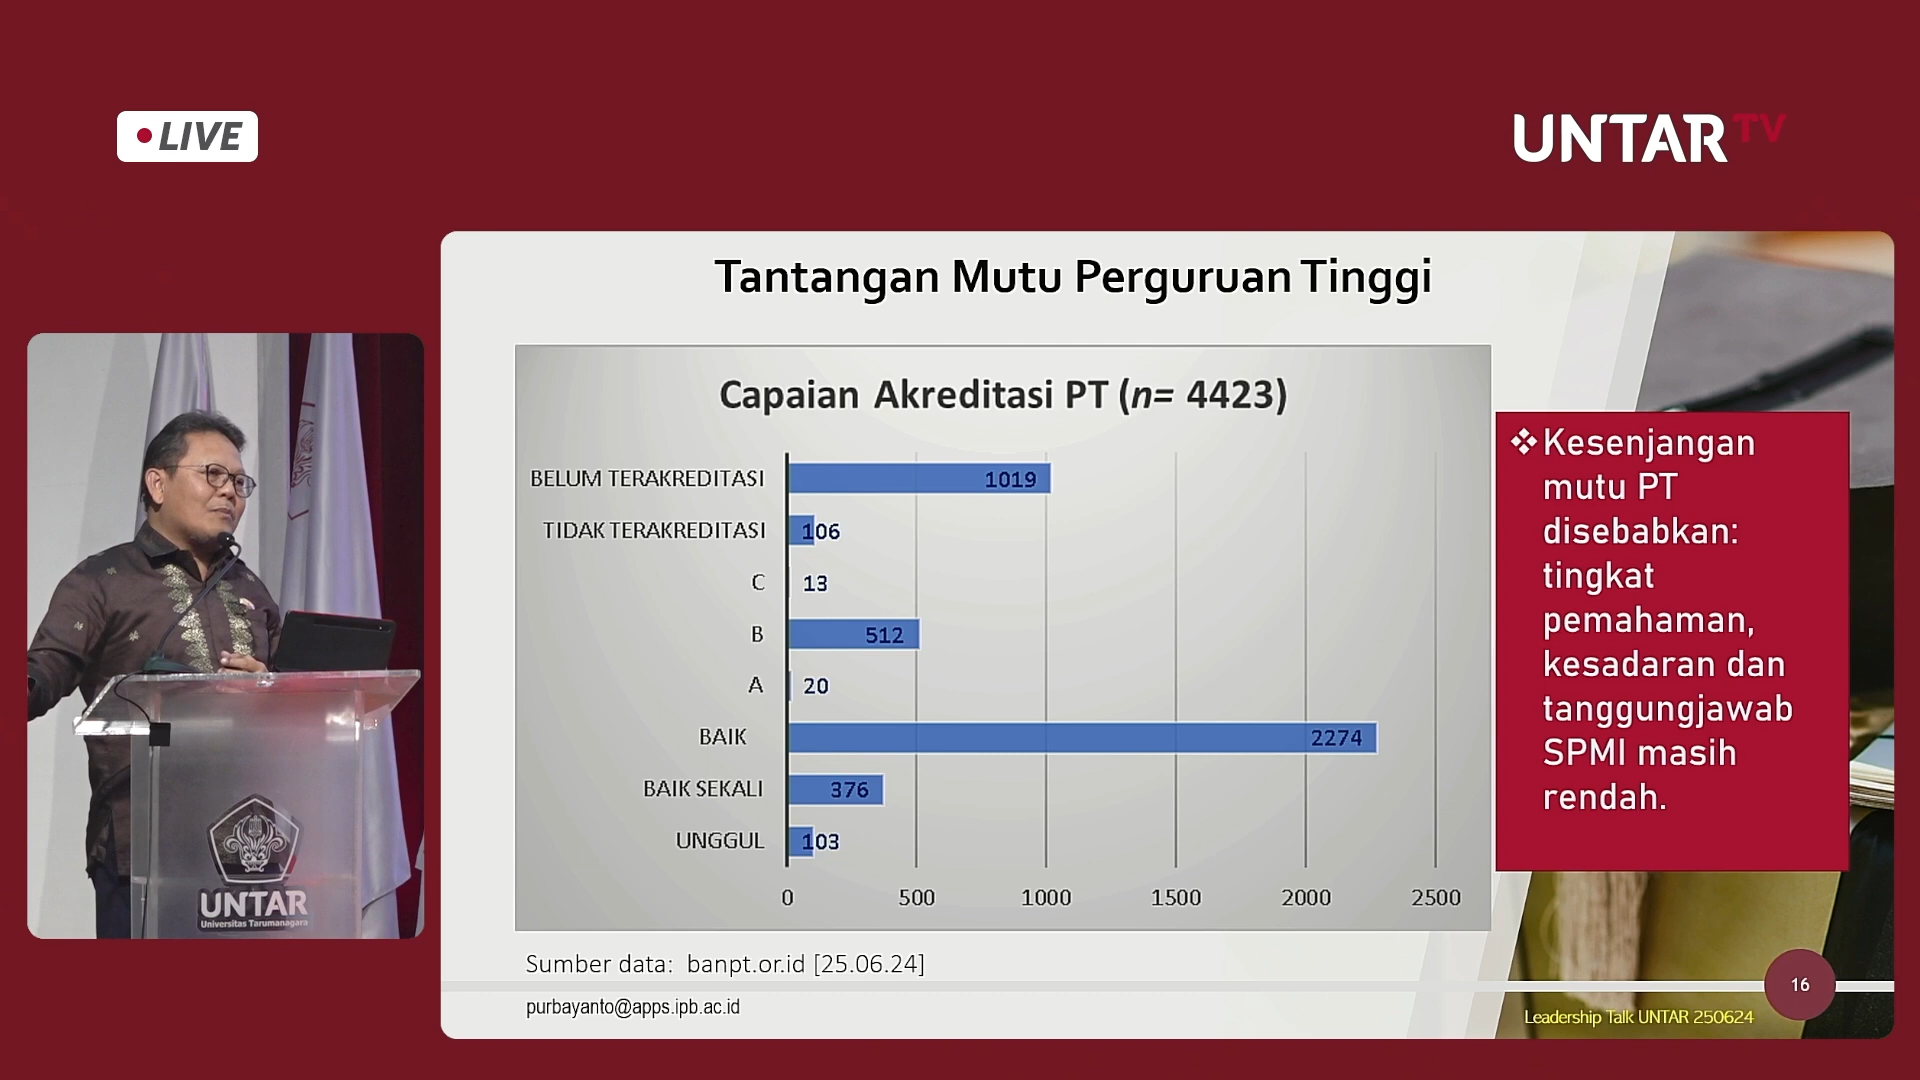 LIVE
UNTAR TV
Tantangan Mutu Perguruan Tinggi
Capaian Akreditasi PT (n= 4423)
BELUM TERAKREDITASI 1019
TIDAK TERAKREDITASI 106
C 13
B 512
A 20
BAIK 2274
BAIK SEKALI 376
UNGGUL 103
0 500 1000 1500 2000 2500
❖Kesenjangan
mutu PT
disebabkan:
tingkat
pemahaman,
kesadaran dan
tanggungjawab
SPMI masih
rendah.
Sumber data: banpt.or.id [25.06.24]
purbayanto@apps.ipb.ac.id
16
Leadership Talk UNTAR 250624
UNTAR
Universitas Tarumanagara